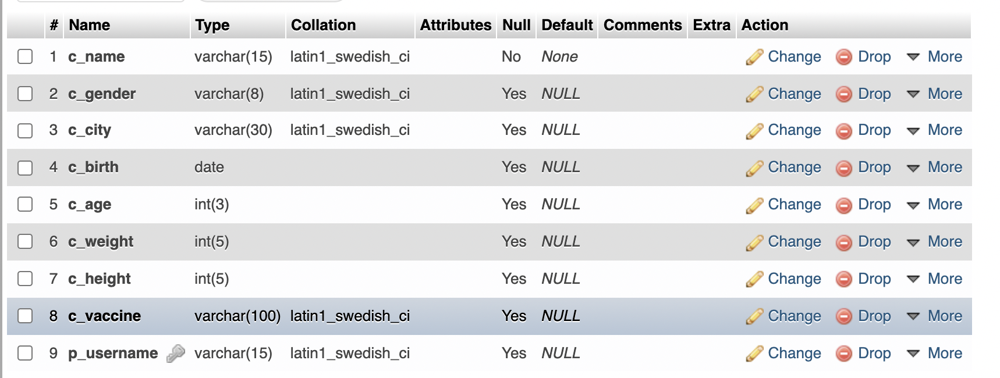 # Name Type Collation Attributes Null Default Comments Extra Action
1 c_name varchar(15) latin1_swedish_ci No None Change Drop More
2 c_gender varchar(8) latin1_swedish_ci Yes NULL Change Drop More
3 c_city varchar(30) latin1_swedish_ci Yes NULL Change Drop More
4 c_birth date Yes NULL Change Drop More
5 c_age int(3) Yes NULL Change Drop More
6 c_weight int(5) Yes NULL Change Drop More
7 c_height int(5) Yes NULL Change Drop More
8 c_vaccine varchar(100) latin1_swedish_ci Yes NULL Change Drop More
9 p_username varchar(15) latin1_swedish_ci Yes NULL Change Drop More